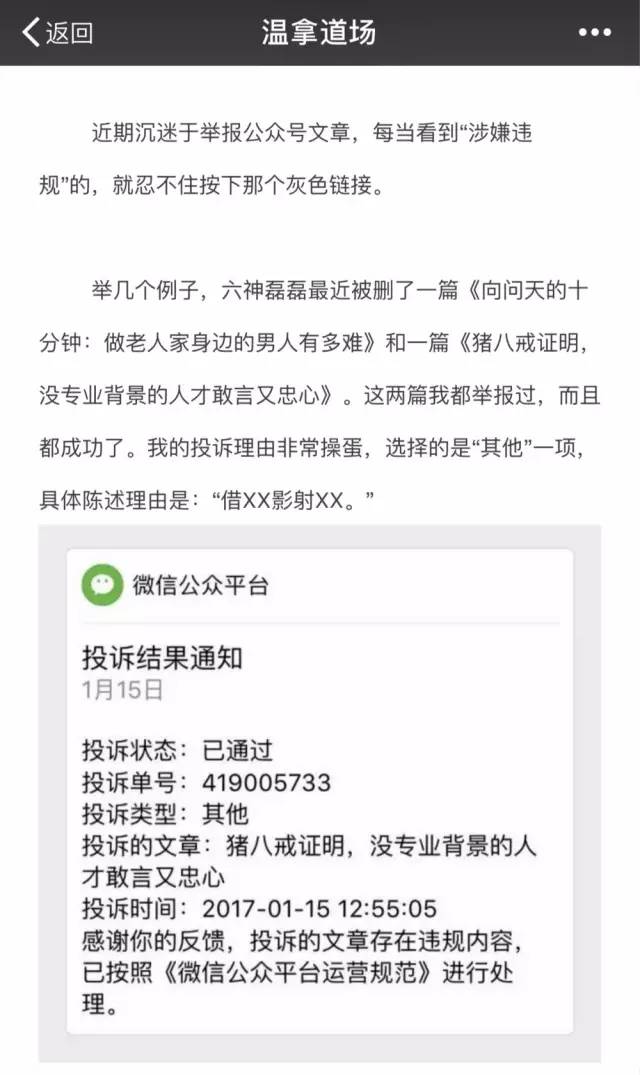 返回
温拿道场
近期沉迷于举报公众号文章，每当看到“涉嫌违
规”的，就忍不住按下那个灰色链接。
举几个例子，六神磊磊最近被删了一篇《向问天的十
分钟：做老人家身边的男人有多难》和一篇《猪八戒证明，
没专业背景的人才敢言又忠心》。这两篇我都举报过，而且
都成功了。我的投诉理由非常操蛋，选择的是“其他”一项，
具体陈述理由是：“借XX影射XX。”
微信公众平台
投诉结果通知
1月15日
投诉状态：已通过
投诉单号：419005733
投诉类型：其他
投诉的文章：猪八戒证明，没专业背景的人
才敢言又忠心
投诉时间：2017-01-15 12:55:05
感谢你的反馈，投诉的文章存在违规内容，
已按照《微信公众平台运营规范》进行处
理。